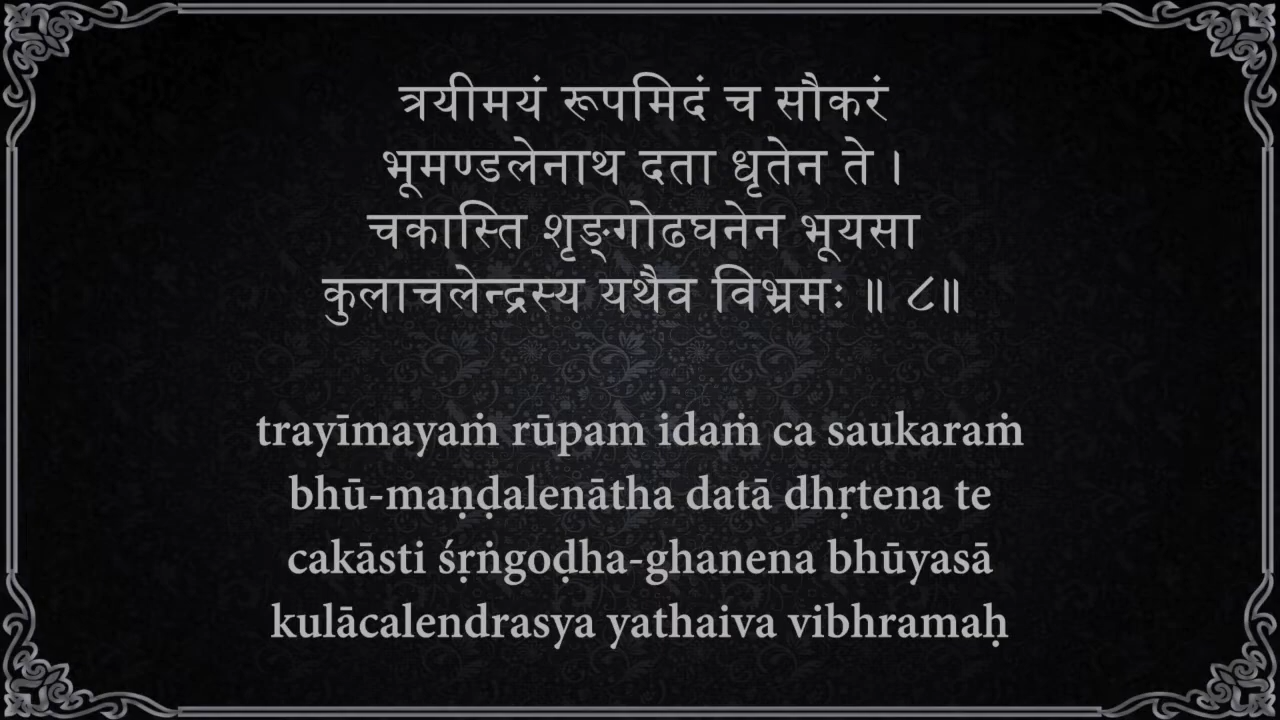 त्रयीमयं रूपमिदं च सौकरं
भूमण्डलेनाथ दता धृतेन ते ।
चकास्ति शृङ्गोढघनेन भूयसा
कुलाचलेन्द्रस्य यथैव विभ्रमः ॥ ८॥
trayīmayaṁ rūpam idaṁ ca saukaraṁ
bhū-maṇḍalenātha datā dhṛtena te
cakāsti śṛṅgoḍha-ghanena bhūyasā
kulācalendrasya yathaiva vibhramaḥ